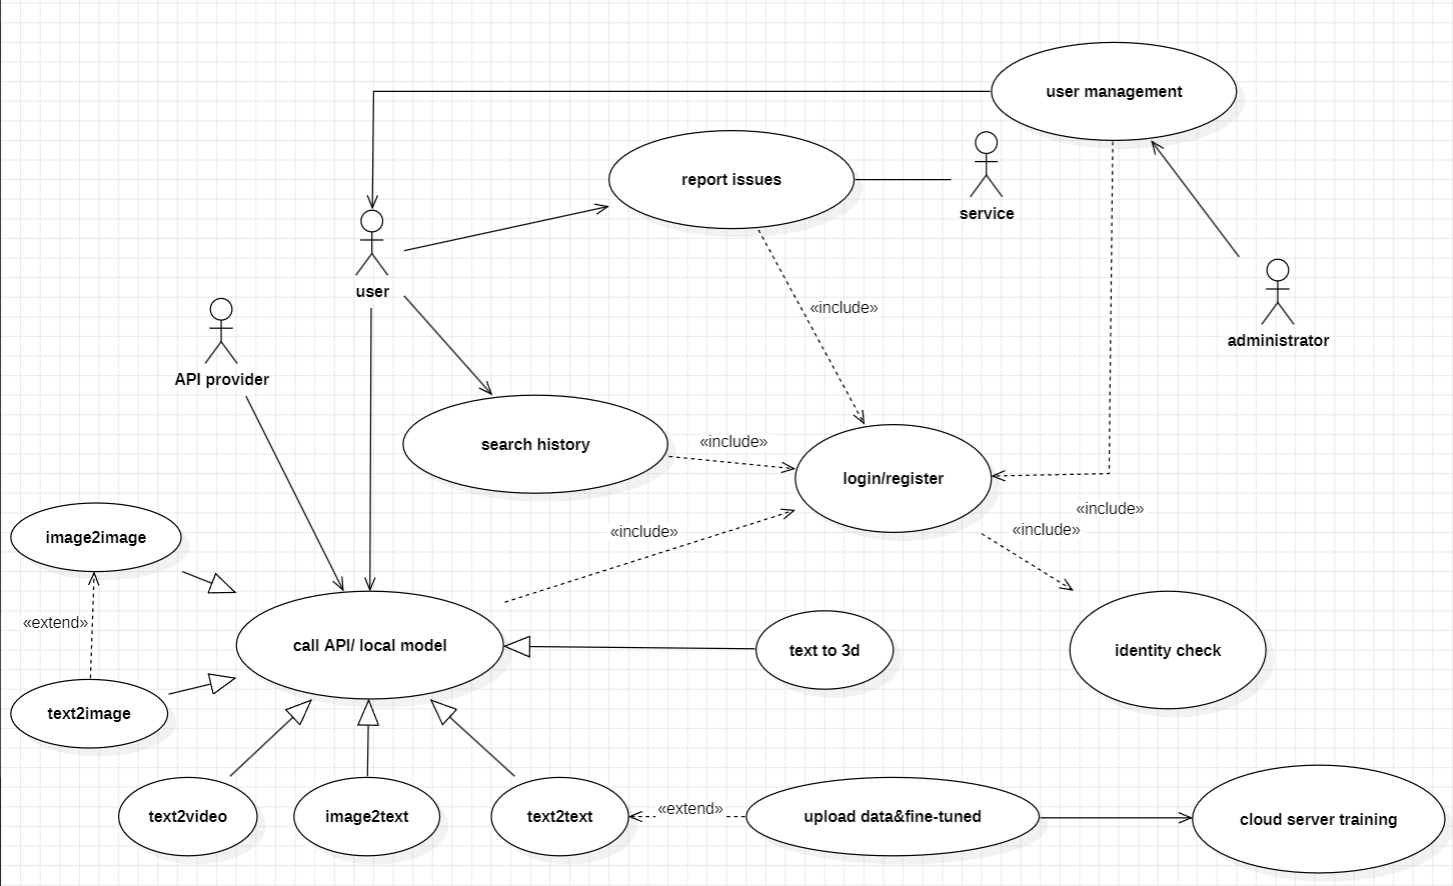 user management
report issues
service
user
«include»
administrator
API provider
search history
«include»
login/register
«include»
«include»
«include»
image2image
«extend»
call API/ local model
text to 3d
identity check
text2image
text2video
image2text
text2text
«extend»
upload data&fine-tuned
cloud server training